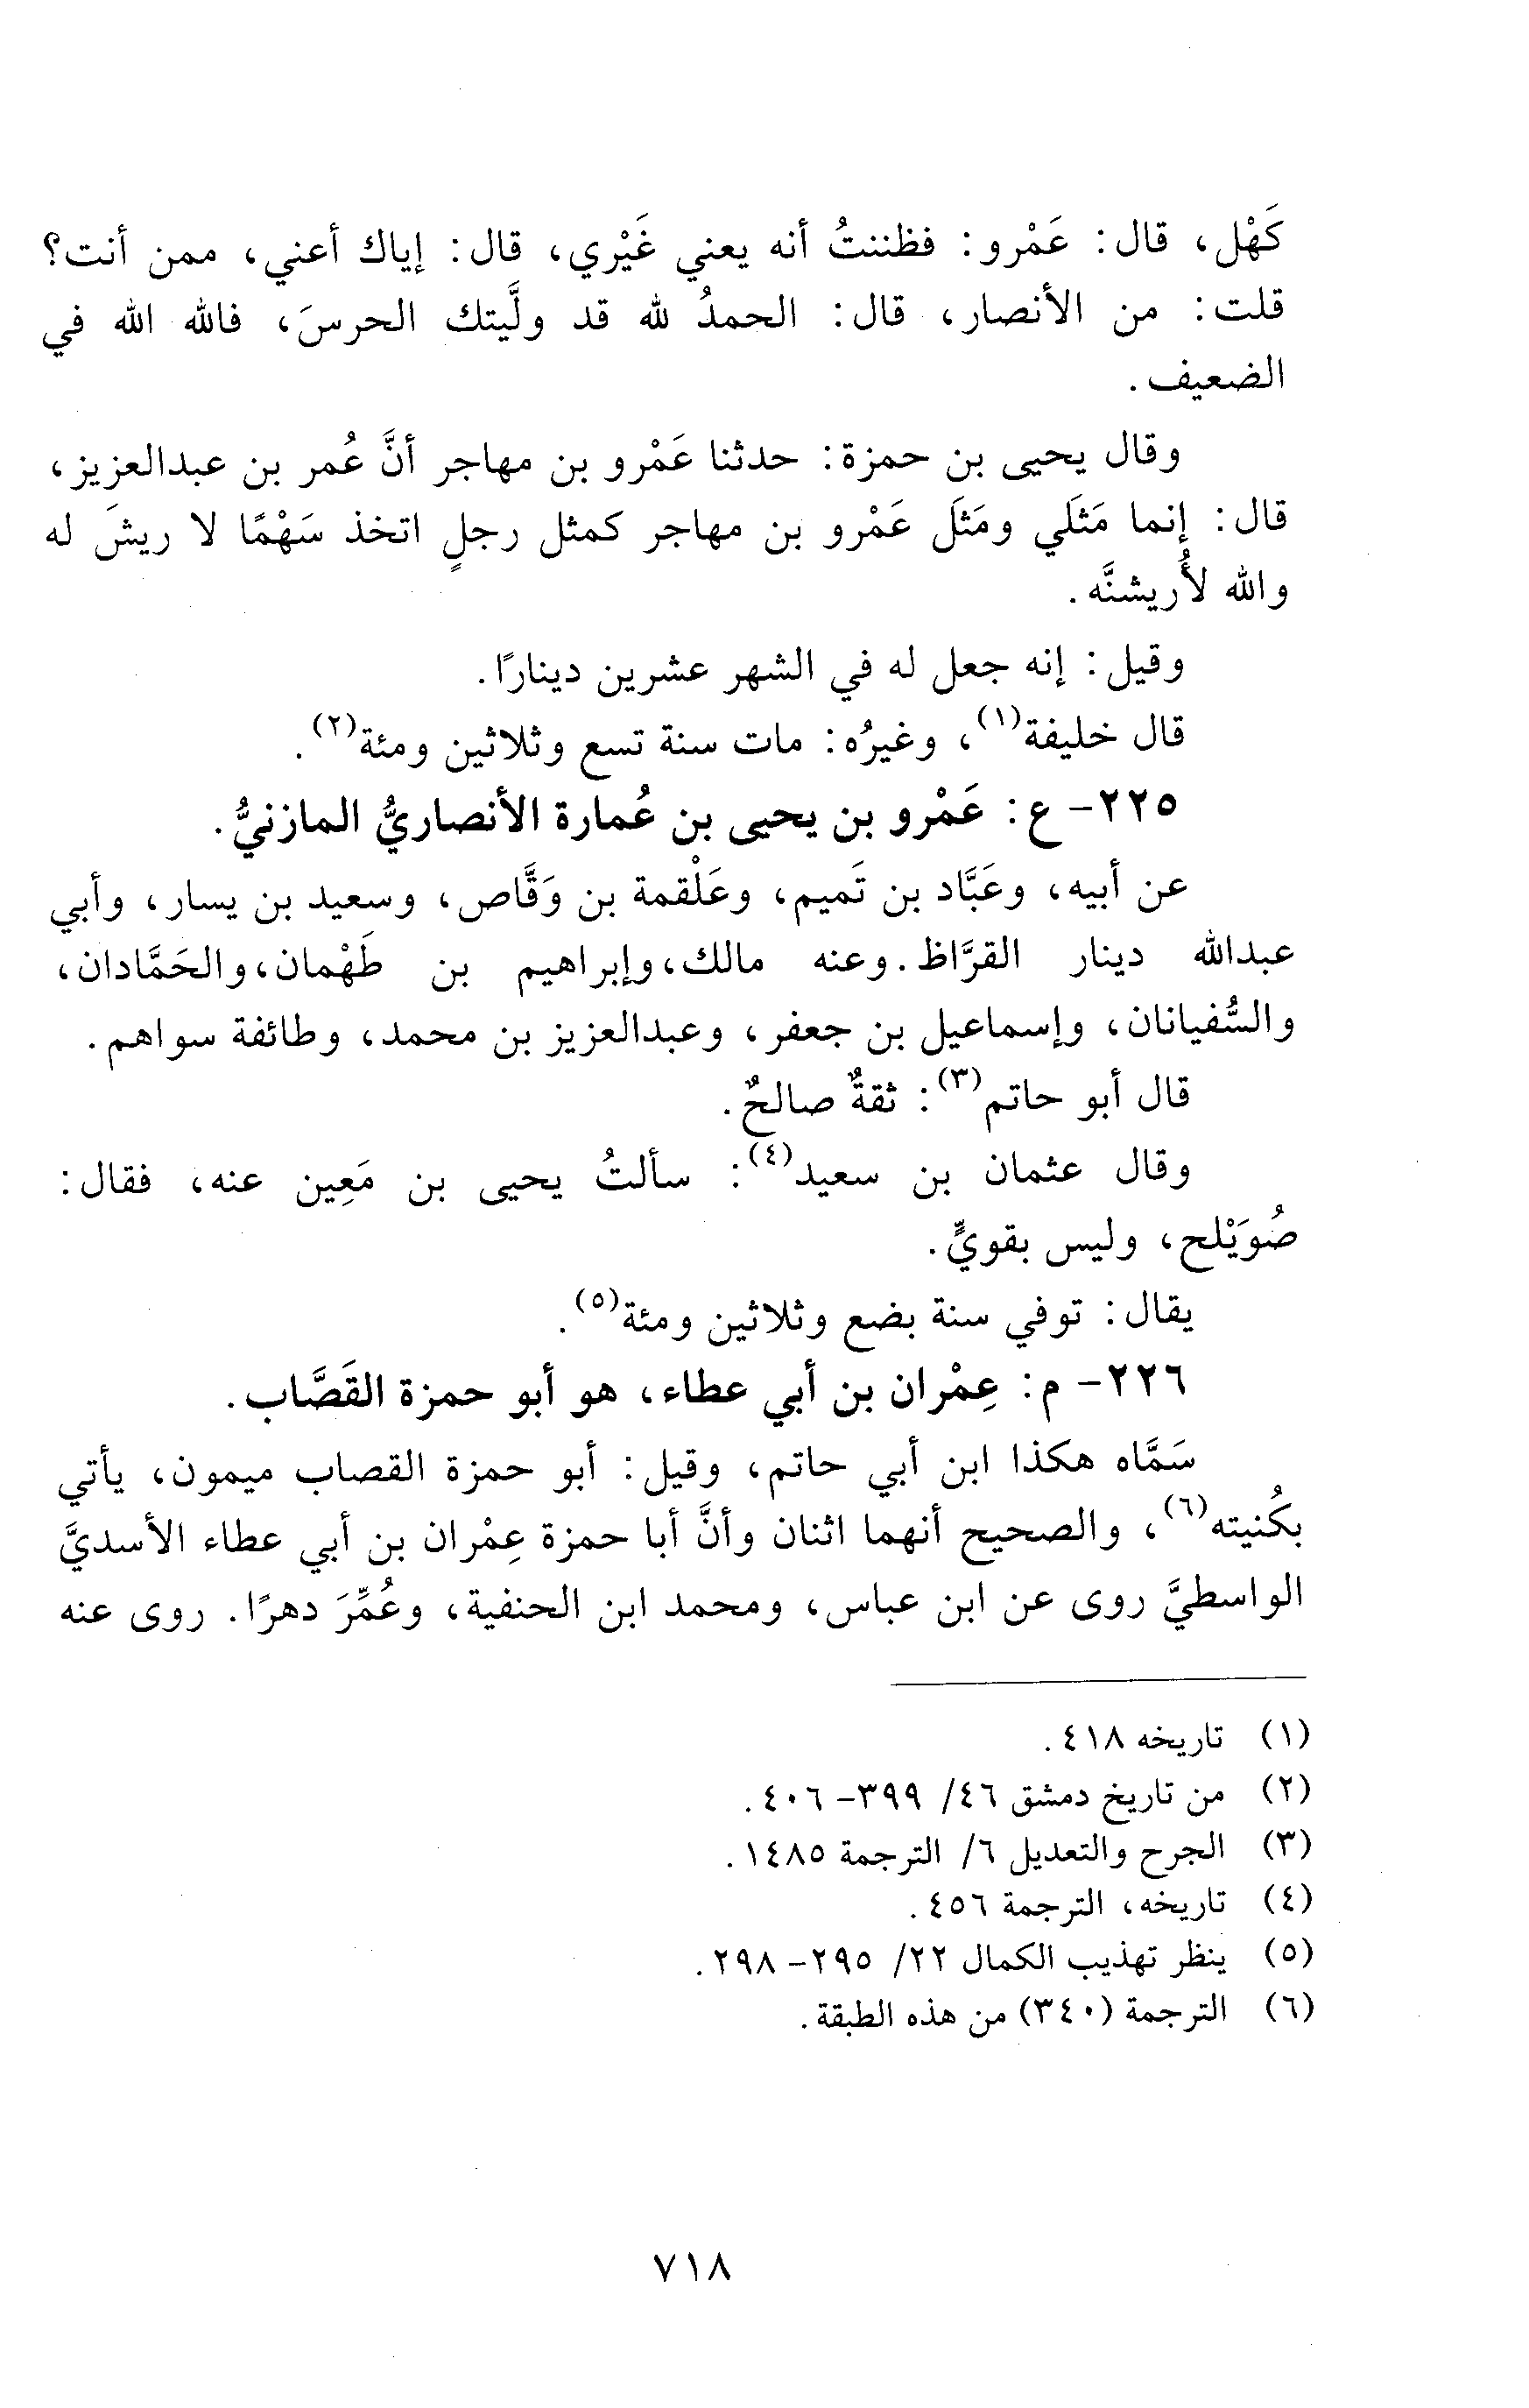 كَهْل، قال: عَمْرو: فظننتُ أنه يعني غَيْري، قال: إياك أعني، ممن أنت؟
قلت: من الأنصار، قال: الحمدُ لله قد ولَّيتك الحرسَ، فالله الله في
الضعيف.
وقال يحيى بن حمزة: حدثنا عَمْرو بن مهاجر أنَّ عُمر بن عبدالعزيز،
قال: إنما مَثلَي ومَثلَ عَمْرو بن مهاجر كمثل رجلٍ اتخذ سَهْمًا لا ريشَ له
والله لأُريشنَّه.
وقيل: إنه جعل له في الشهر عشرين دينارًا.
قال خليفة(١)، وغيرُه: مات سنة تسع وثلاثين ومئة(٢).
٢٢٥- ع: عَمْرو بن يحيى بن عُمارة الأنصاريُّ المازنيُّ.
عن أبيه، وعَبَّاد بن تَميم، وعَلْقمة بن وَقَّاص، وسعيد بن يسار، وأبي
عبدالله دينار القرَّاظ. وعنه مالك، وإبراهيم بن طَهْمان، والحَمَّادان،
والسُّفيانان، وإسماعيل بن جعفر، وعبدالعزيز بن محمد، وطائفة سواهم.
قال أبو حاتم(٣): ثقةٌ صالحٌ.
وقال عثمان بن سعيد(٤): سألتُ يحيى بن مَعِين عنه، فقال:
صُوَيْلح، وليس بقويٍّ.
يقال: توفي سنة بضع وثلاثين ومئة(٥).
٢٢٦- م: عِمْران بن أبي عطاء، هو أبو حمزة القَصَّاب.
سَمَّاه هكذا ابن أبي حاتم، وقيل: أبو حمزة القصاب ميمون، يأتي
بكُنيته(٦)، والصحيح أنهما اثنان وأنَّ أبا حمزة عِمْران بن أبي عطاء الأسديَّ
الواسطيَّ روى عن ابن عباس، ومحمد ابن الحنفية، وعُمِّرَ دهرًا. روى عنه
(١) تاريخه ٤١٨.
(٢) من تاريخ دمشق ٤٦/ ٣٩٩- ٤٠٦.
(٣) الجرح والتعديل ٦/ الترجمة ١٤٨٥.
(٤) تاريخه، الترجمة ٤٥٦.
(٥) ينظر تهذيب الكمال ٢٢/ ٢٩٥- ٢٩٨.
(٦) الترجمة (٣٤٠) من هذه الطبقة.
٧١٨